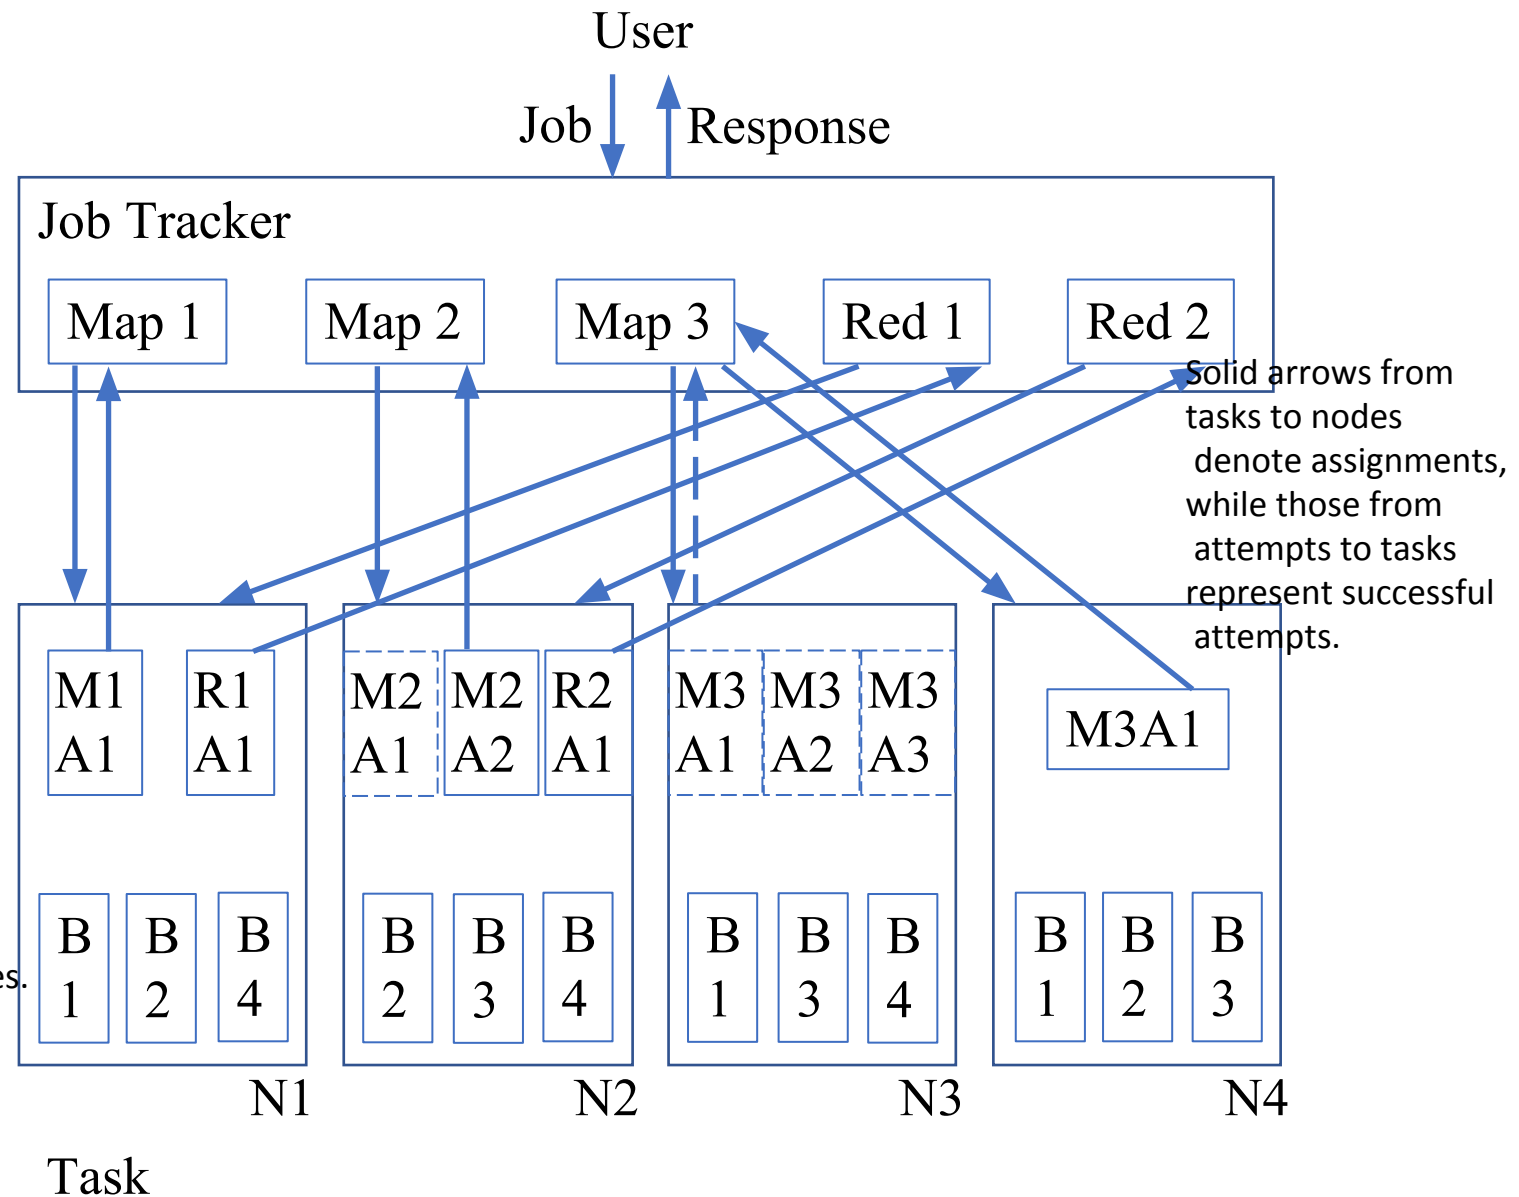 User
Job
Response
Job Tracker
Map 1
Map 2
Map 3
Red 1
Red 2
Solid arrows from
tasks to nodes
denote assignments,
while those from
attempts to tasks
represent successful
attempts.
M1
A1
R1
A1
M2
A1
M2
A2
R2
A1
M3
A1
M3
A2
M3
A3
M3A1
B
1
B
2
B
4
B
2
B
3
B
4
B
1
B
3
B
4
B
1
B
2
B
3
es.
N1
N2
N3
N4
Task